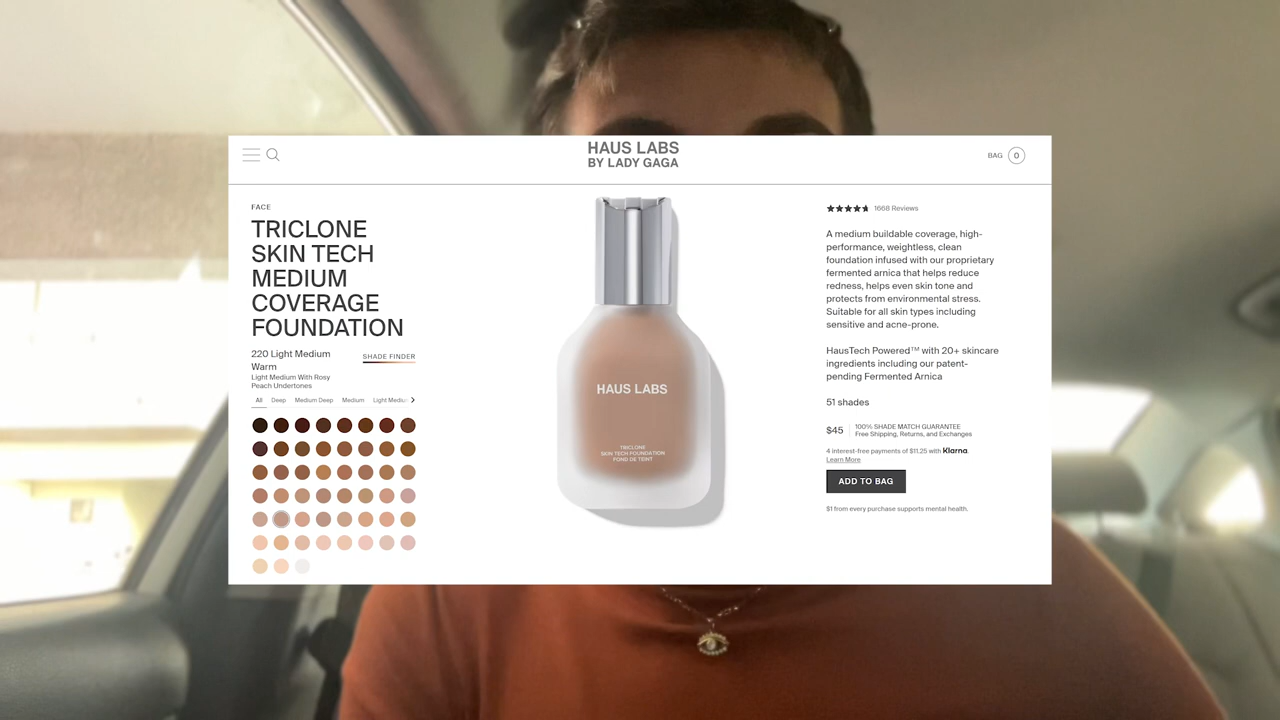 HAUS LABS
BY LADY GAGA
BAG 0
FACE
TRICLONE
SKIN TECH
MEDIUM
COVERAGE
FOUNDATION
220 Light Medium
Warm
SHADE FINDER
Light Medium With Rosy
Peach Undertones
All Deep Medium Deep Medium Light Mediu
HAUS LABS
TRICLONE
SKIN TECH FOUNDATION
FOND DE TEINT
1668 Reviews
A medium buildable coverage, high-
performance, weightless, clean
foundation infused with our proprietary
fermented arnica that helps reduce
redness, helps even skin tone and
protects from environmental stress.
Suitable for all skin types including
sensitive and acne-prone.
HausTech Powered™ with 20+ skincare
ingredients including our patent-
pending Fermented Arnica
51 shades
$45
100% SHADE MATCH GUARANTEE
Free Shipping, Returns, and Exchanges
4 interest-free payments of $11.25 with Klarna.
Learn More
ADD TO BAG
$1 from every purchase supports mental health.